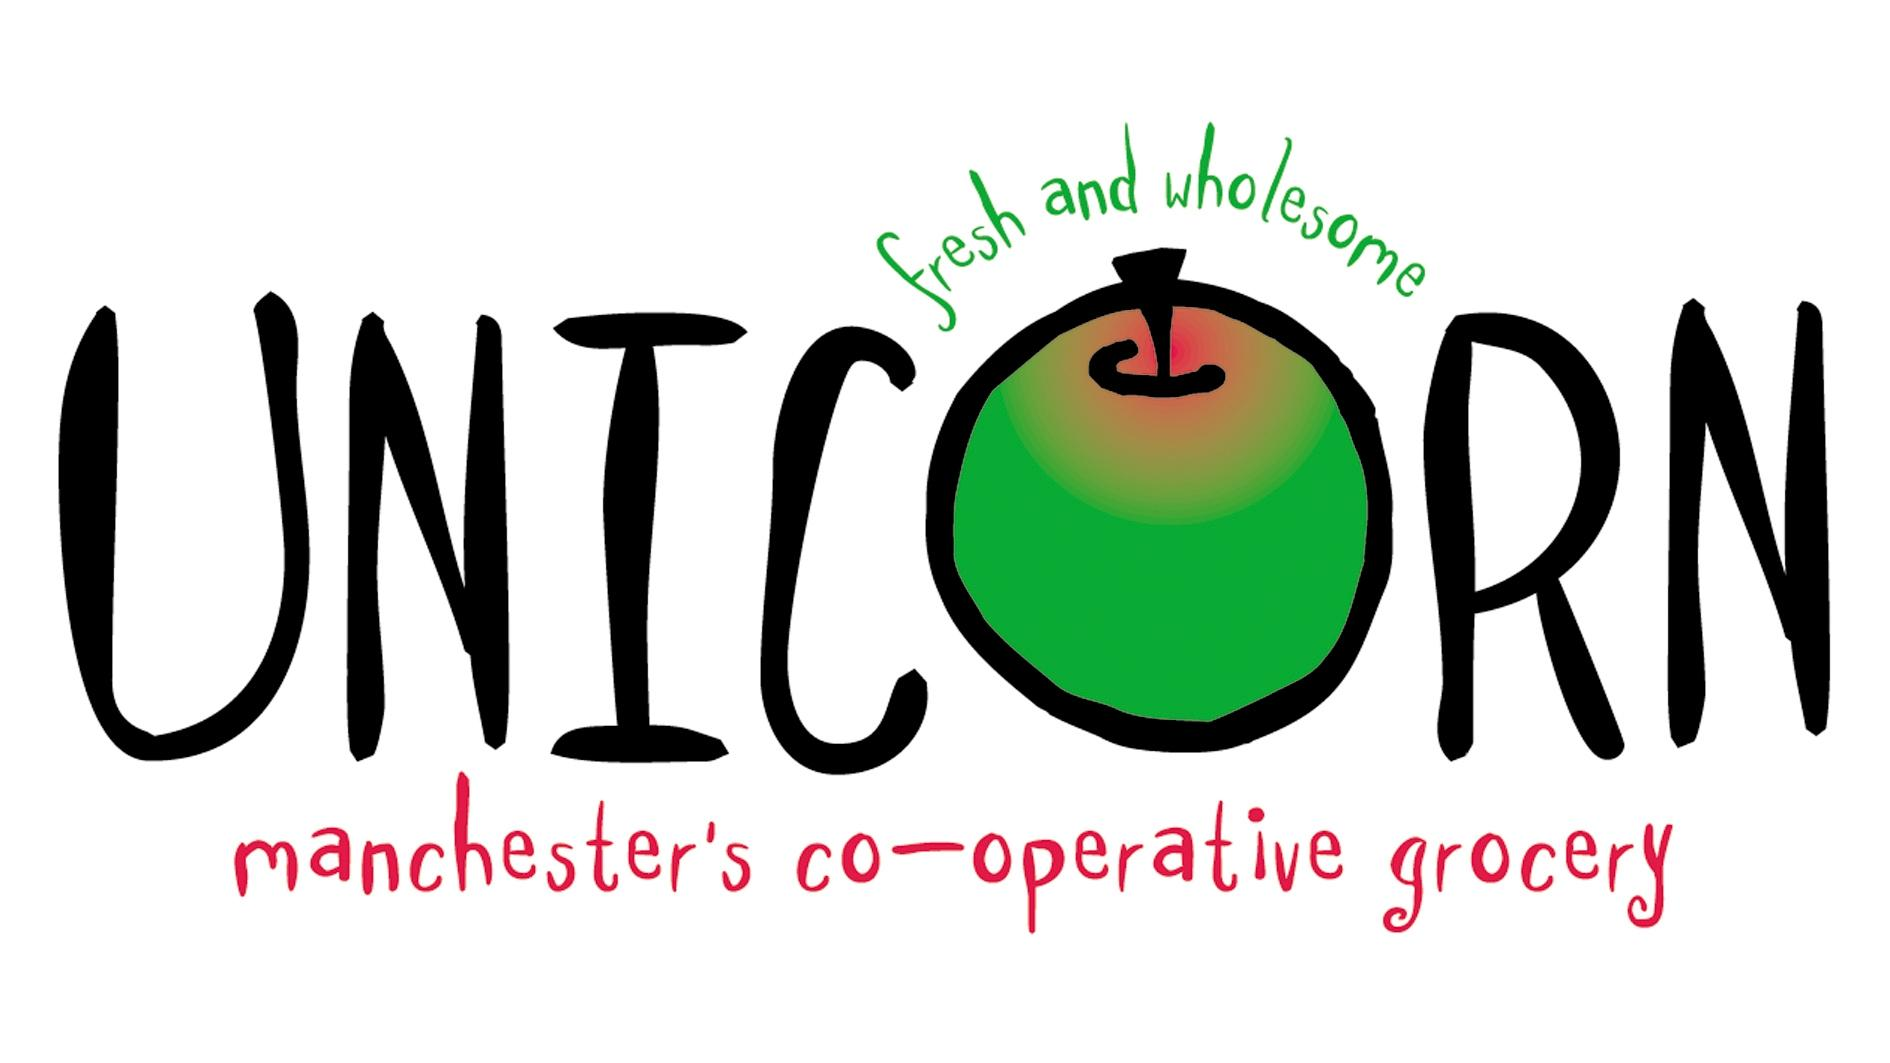 fresh and wholesome
UNICORN
manchester's co-operative grocery